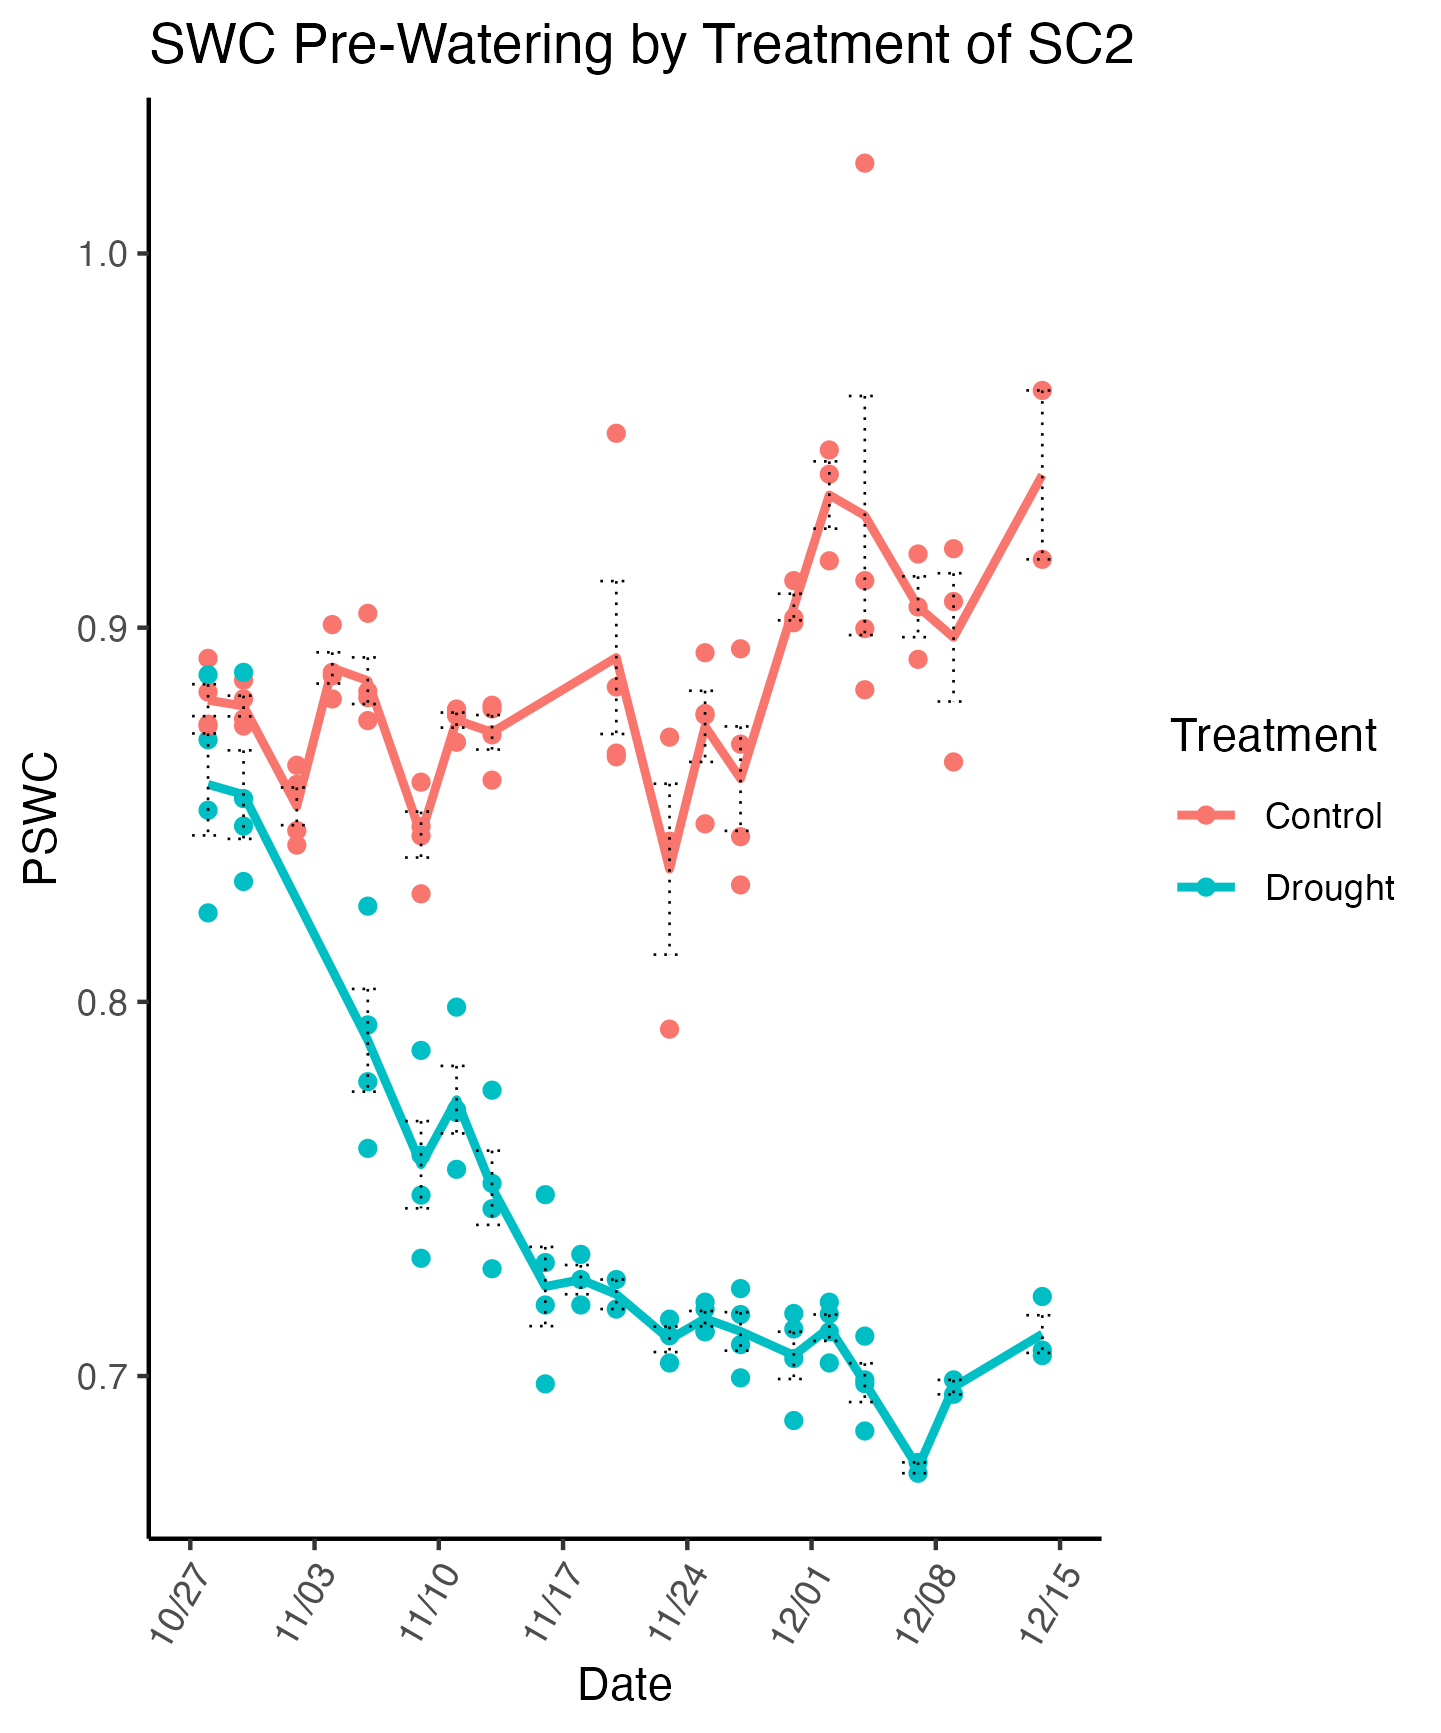 SWC Pre-Watering by Treatment of SC2
PSWC
1.0
0.9
0.8
0.7
10/27
11/03
11/10
11/17
11/24
12/01
12/08
12/15
Date
Treatment
Control
Drought